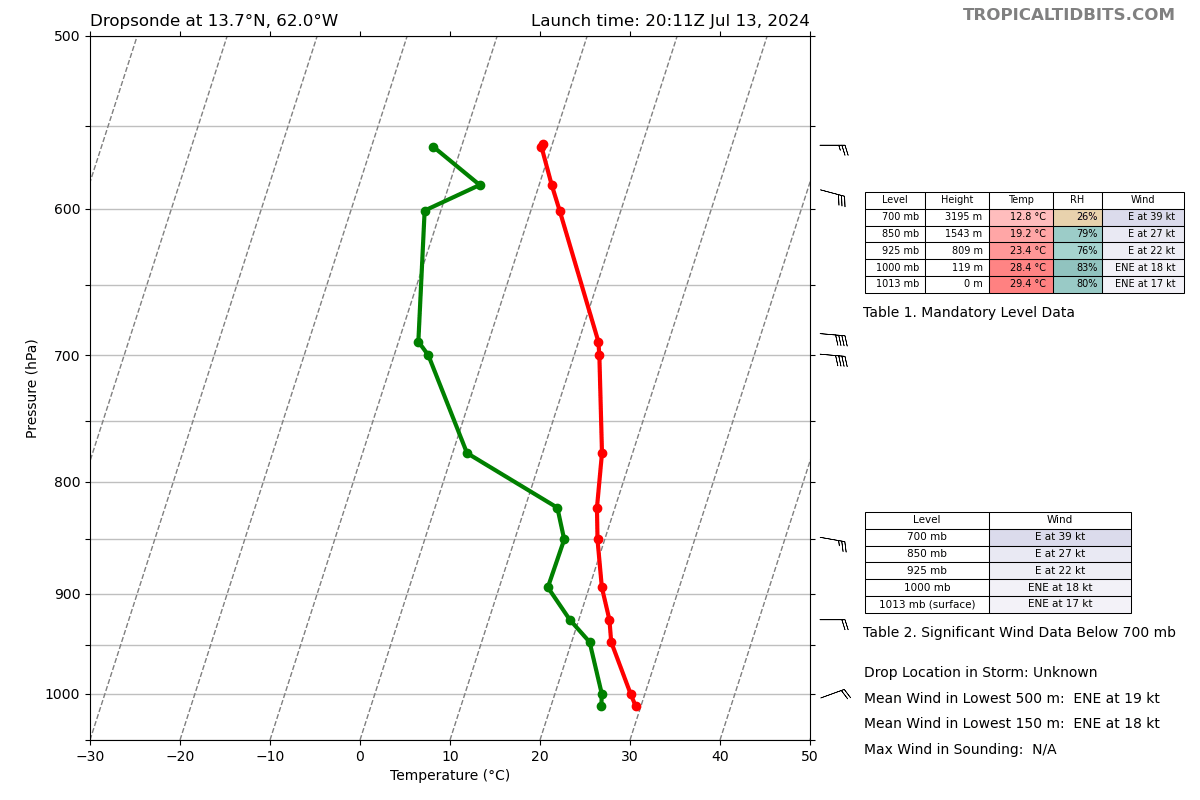 TROPICALTIDBITS.COM
Dropsonde at 13.7°N, 62.0°W Launch time: 20:11Z Jul 13, 2024
500
600
700
800
900
1000
Pressure (hPa)
−30 −20 −10 0 10 20 30 40 50
Temperature (°C)
Level Height Temp RH Wind
700 mb 3195 m 12.8 °C 26% E at 39 kt
850 mb 1543 m 19.2 °C 79% E at 27 kt
925 mb 809 m 23.4 °C 76% E at 22 kt
1000 mb 119 m 28.4 °C 83% ENE at 18 kt
1013 mb 0 m 29.4 °C 80% ENE at 17 kt
Table 1. Mandatory Level Data
Level Wind
700 mb E at 39 kt
850 mb E at 27 kt
925 mb E at 22 kt
1000 mb ENE at 18 kt
1013 mb (surface) ENE at 17 kt
Table 2. Significant Wind Data Below 700 mb
Drop Location in Storm: Unknown
Mean Wind in Lowest 500 m: ENE at 19 kt
Mean Wind in Lowest 150 m: ENE at 18 kt
Max Wind in Sounding: N/A